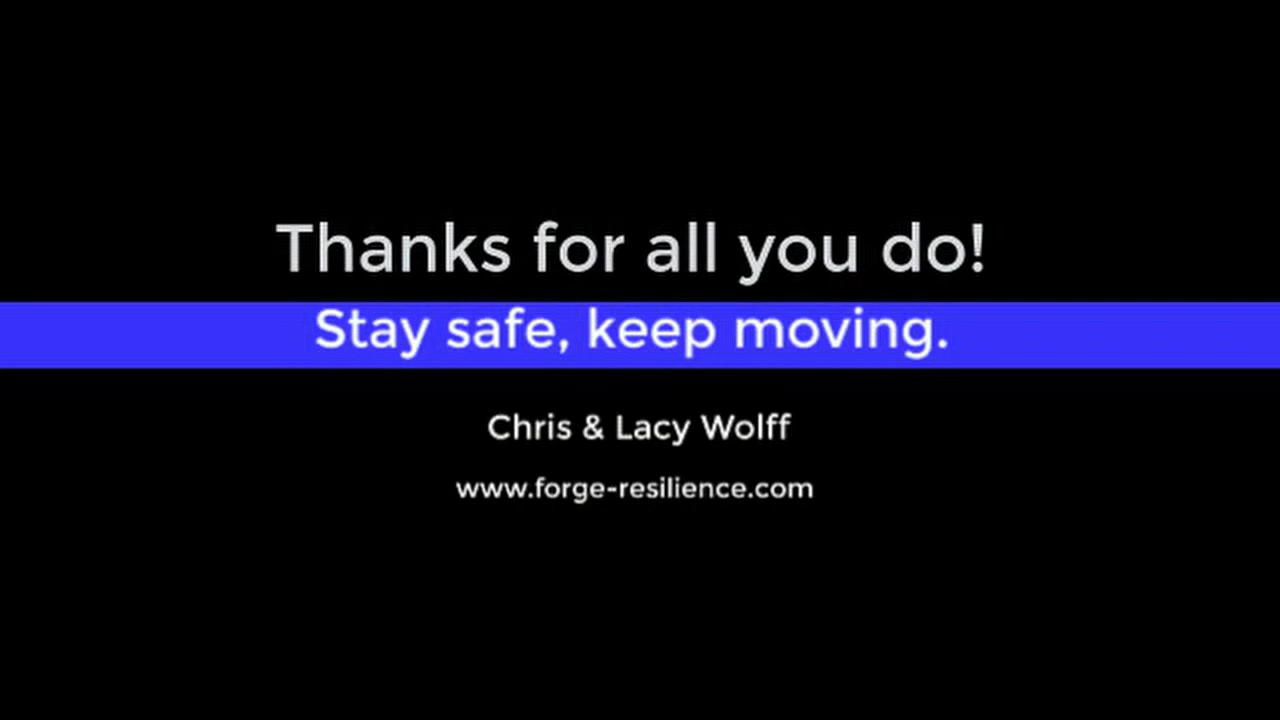 Thanks for all you do!
Stay safe, keep moving.
Chris & Lacy Wolff
www.forge-resilience.com